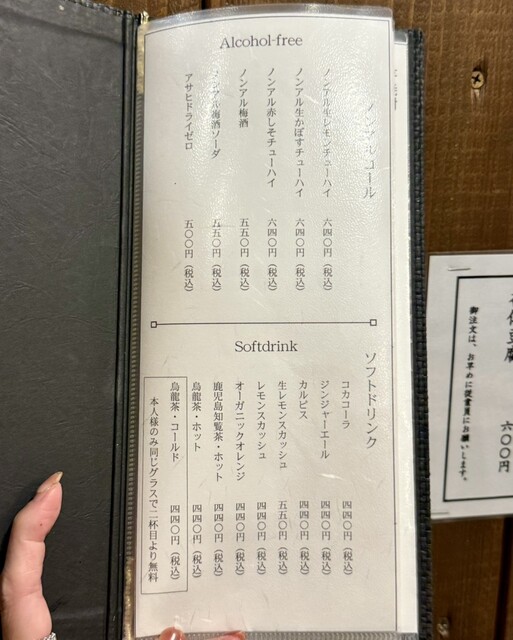 Alcohol-free
ノンアルコール
ノンアル生レモンチューハイ 六四〇円（税込）
ノンアル生かぼすチューハイ 六四〇円（税込）
ノンアル赤しそチューハイ 六四〇円（税込）
ノンアル梅酒 五五〇円（税込）
ノンアル梅酒ソーダ 五五〇円（税込）
アサヒドライゼロ 五〇〇円（税込）
Softdrink
ソフトドリンク
コカコーラ 四四〇円（税込）
ジンジャーエール 四四〇円（税込）
カルピス 四四〇円（税込）
生レモンスカッシュ 五五〇円（税込）
レモンスカッシュ 四四〇円（税込）
オーガニックオレンジ 四四〇円（税込）
鹿児島知覧茶・ホット 四四〇円（税込）
烏龍茶・ホット 四四〇円（税込）
烏龍茶・コールド 四四〇円（税込）
本人様のみ同じグラスで二杯目より無料
六〇〇円
御注文は、お早めに従業員にお願いします。